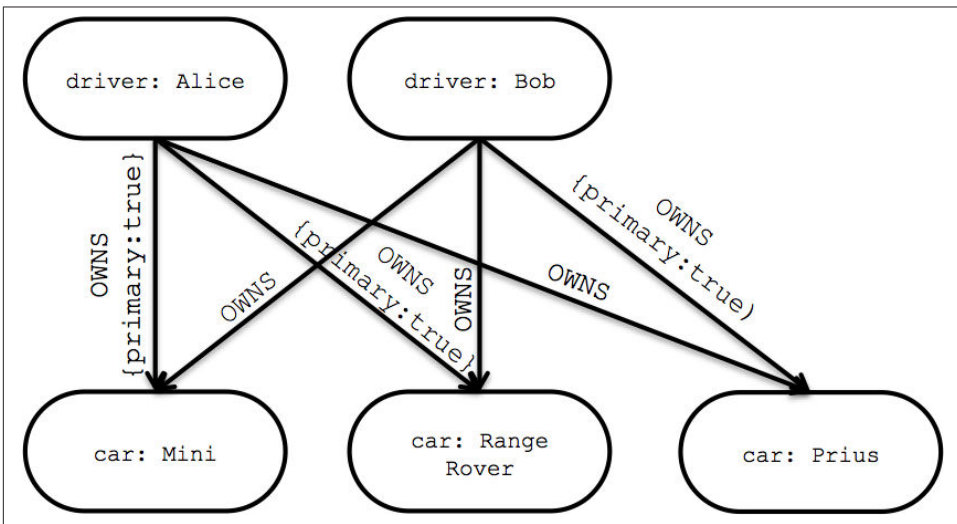 driver: Alice
driver: Bob
OWNS
{primary:true}
OWNS
OWNS
{primary:true}
OWNS
OWNS
OWNS
{primary:true)
car: Mini
car: Range
Rover
car: Prius